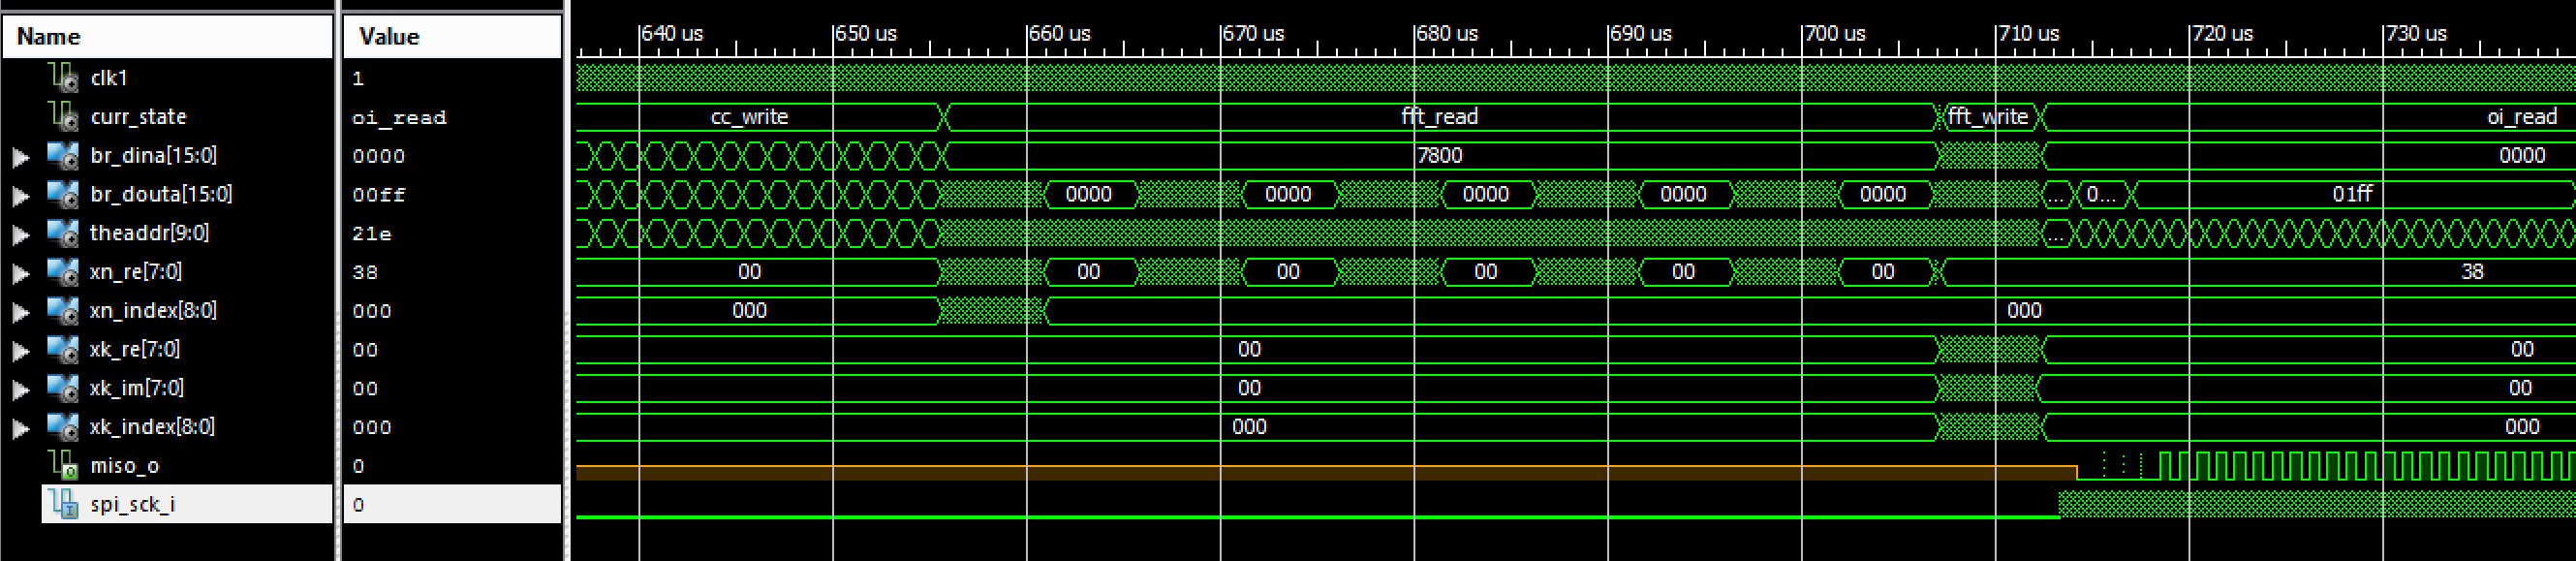 Name Value 640 us 650 us 660 us 670 us 680 us 690 us 700 us 710 us 720 us 730 us
clk1 1
curr_state oi_read cc_write fft_read fft_write oi_read
br_dina[15:0] 0000 7800 0000
br_douta[15:0] 00ff 0000 0000 0000 0000 0000 ... 0... 01ff
theaddr[9:0] 21e ...
xn_re[7:0] 38 00 00 00 00 00 00 38
xn_index[8:0] 000 000 000
xk_re[7:0] 00 00 00
xk_im[7:0] 00 00 00
xk_index[8:0] 000 000 000
miso_o 0
spi_sck_i 0